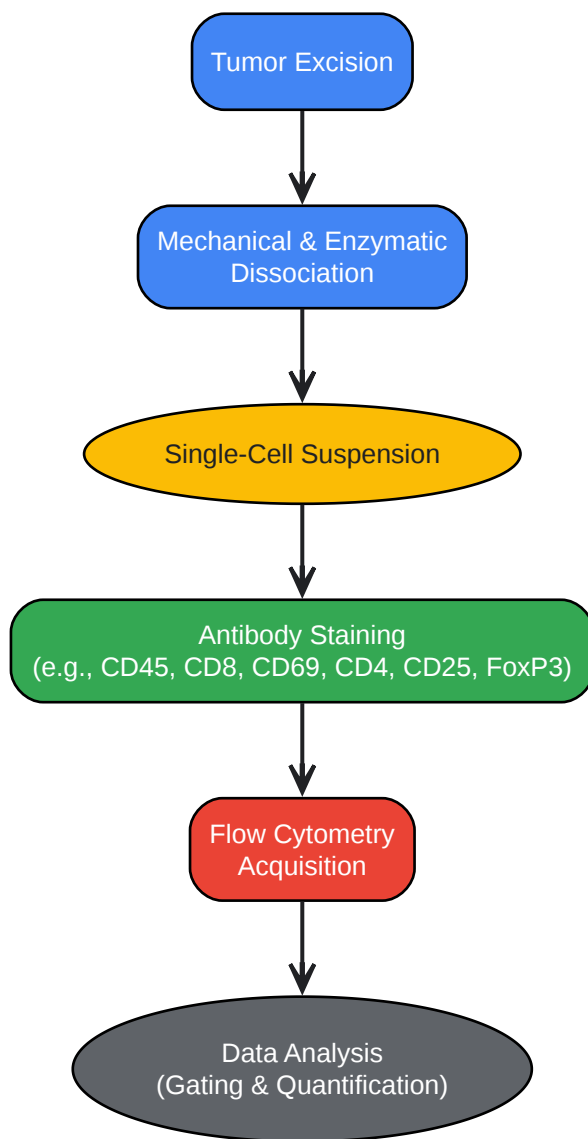 Tumor Excision
Mechanical & Enzymatic
Dissociation
Single-Cell Suspension
Antibody Staining
(e.g., CD45, CD8, CD69, CD4, CD25, FoxP3)
Flow Cytometry
Acquisition
Data Analysis
(Gating & Quantification)